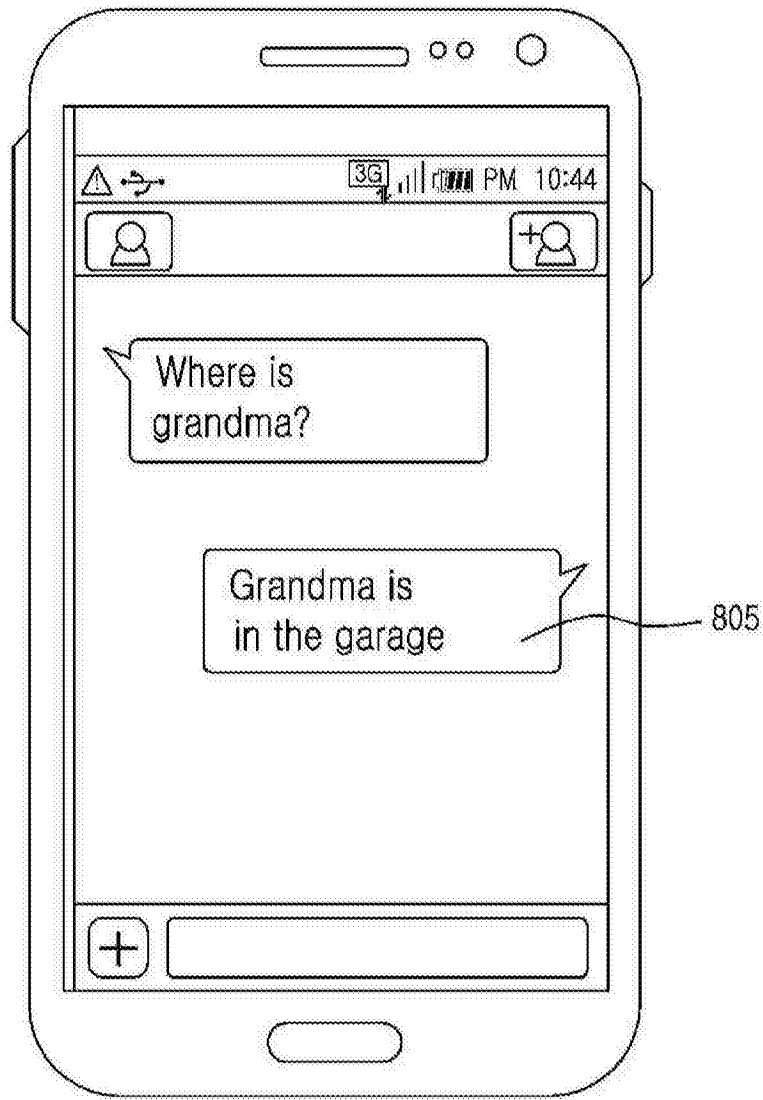 3G PM 10:44
Where is
grandma?
Grandma is
in the garage
805